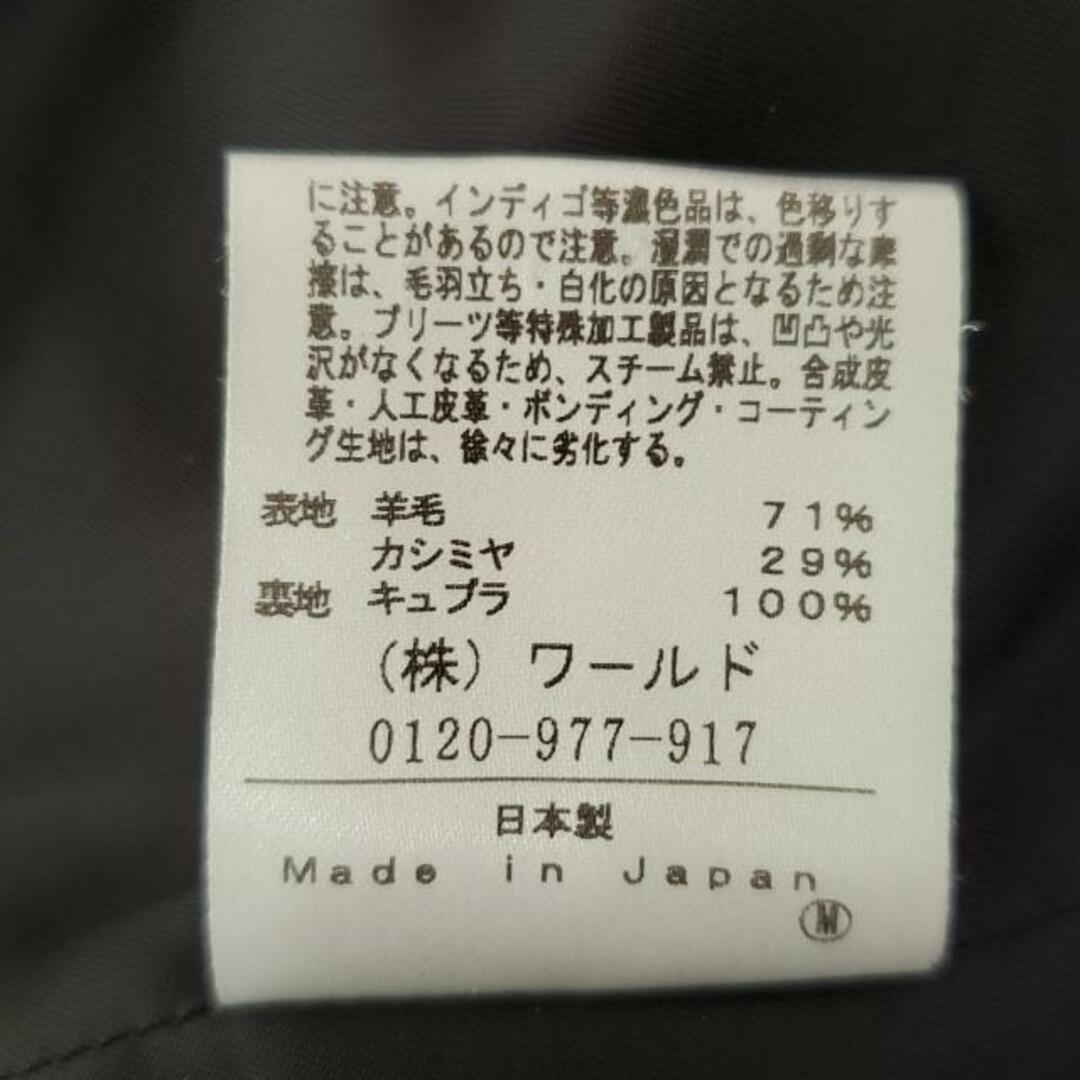 に注意。インディゴ等濃色品は、色移りす
ることがあるので注意。湿潤での過剰な摩
擦は、毛羽立ち・白化の原因となるため注
意。プリーツ等特殊加工製品は、凹凸や光
沢がなくなるため、スチーム禁止。合成皮
革・人工皮革・ボンディング・コーティン
グ生地は、徐々に劣化する。
表地 羊毛 71%
カシミヤ 29%
裏地 キュプラ 100%
(株) ワールド
0120-977-917
日本製
Made in Japan
M